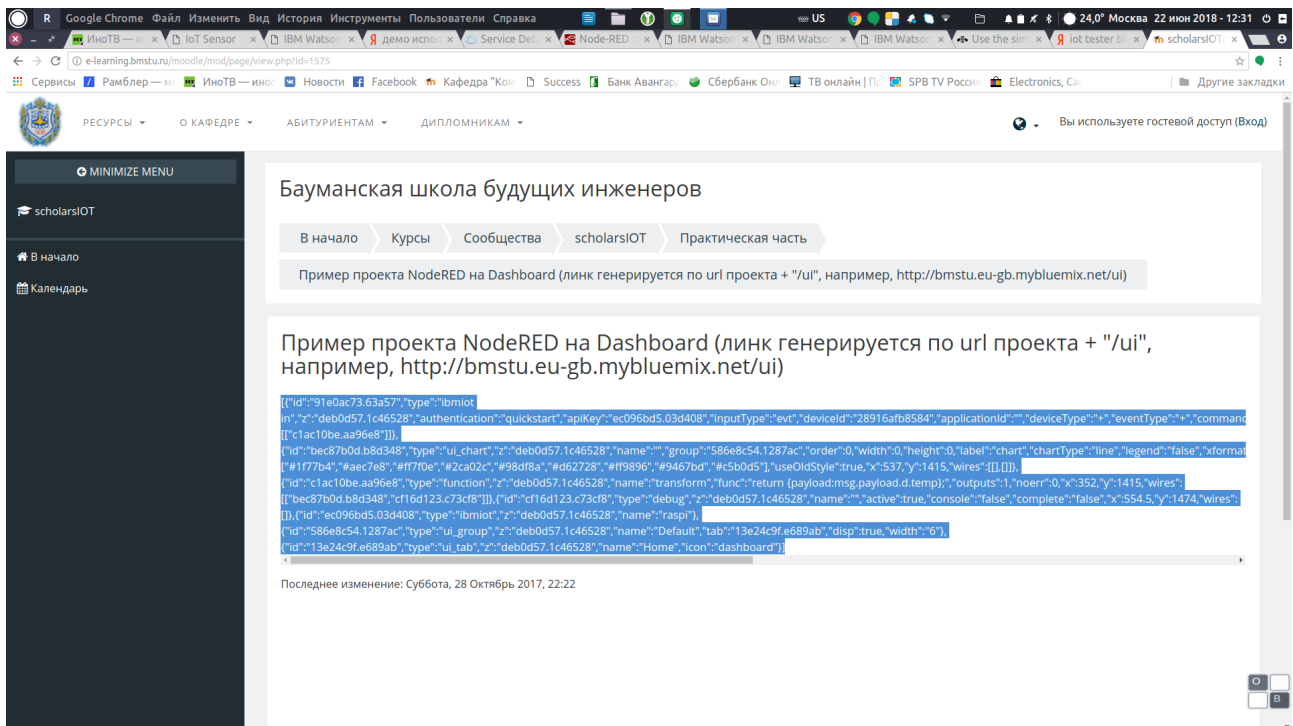 R Google Chrome Файл Изменить Вид История Инструменты Пользователи Справка US 24,0° Москва 22 июн 2018 - 12:31
ИноТВ — и IoT Sensor IBM Watson демо испол Service Det Node-RED : IBM Watson IBM Watson IBM Watson Use the sim iot tester bl scholarsIOT:
e-learning.bmstu.ru/moodle/mod/page/view.php?id=1575
Сервисы Рамблер — м ИноТВ — инос Новости Facebook Кафедра "Ком Success Банк Авангард Сбербанк Онл ТВ онлайн | П SPB TV Россия Electronics, Ca Другие закладки
РЕСУРСЫ О КАФЕДРЕ АБИТУРИЕНТАМ ДИПЛОМНИКАМ Вы используете гостевой доступ (Вход)
MINIMIZE MENU
scholarsIOT
В начало
Календарь
Бауманская школа будущих инженеров
В начало Курсы Сообщества scholarsIOT Практическая часть
Пример проекта NodeRED на Dashboard (линк генерируется по url проекта + "/ui", например, http://bmstu.eu-gb.mybluemix.net/ui)
Пример проекта NodeRED на Dashboard (линк генерируется по url проекта + "/ui",
например, http://bmstu.eu-gb.mybluemix.net/ui)
[{"id":"91e0ac73.63a57","type":"ibmiot
in","z":"deb0d57.1c46528","authentication":"quickstart","apiKey":"ec096bd5.03d408","inputType":"evt","deviceId":"28916afb8584","applicationId":"","deviceType":"+","eventType":"+","command
[["c1ac10be.aa96e8"]]},
{"id":"bec87b0d.b8d348","type":"ui_chart","z":"deb0d57.1c46528","name":"","group":"586e8c54.1287ac","order":0,"width":0,"height":0,"label":"chart","chartType":"line","legend":"false","xformat
["#1f77b4","#aec7e8","#ff7f0e","#2ca02c","#98df8a","#d62728","#ff9896","#9467bd","#c5b0d5"],"useOldStyle":true,"x":537,"y":1415,"wires":[[],[]]},
{"id":"c1ac10be.aa96e8","type":"function","z":"deb0d57.1c46528","name":"transform","func":"return {payload:msg.payload.d.temp};","outputs":1,"noerr":0,"x":352,"y":1415,"wires":
[["bec87b0d.b8d348","cf16d123.c73cf8"]]},{"id":"cf16d123.c73cf8","type":"debug","z":"deb0d57.1c46528","name":"","active":true,"console":"false","complete":"false","x":554.5,"y":1474,"wires":
[]},{"id":"ec096bd5.03d408","type":"ibmiot","z":"deb0d57.1c46528","name":"raspi"},
{"id":"586e8c54.1287ac","type":"ui_group","z":"deb0d57.1c46528","name":"Default","tab":"13e24c9f.e689ab","disp":true,"width":"6"},
{"id":"13e24c9f.e689ab","type":"ui_tab","z":"deb0d57.1c46528","name":"Home","icon":"dashboard"}]
Последнее изменение: Суббота, 28 Октябрь 2017, 22:22
O
B